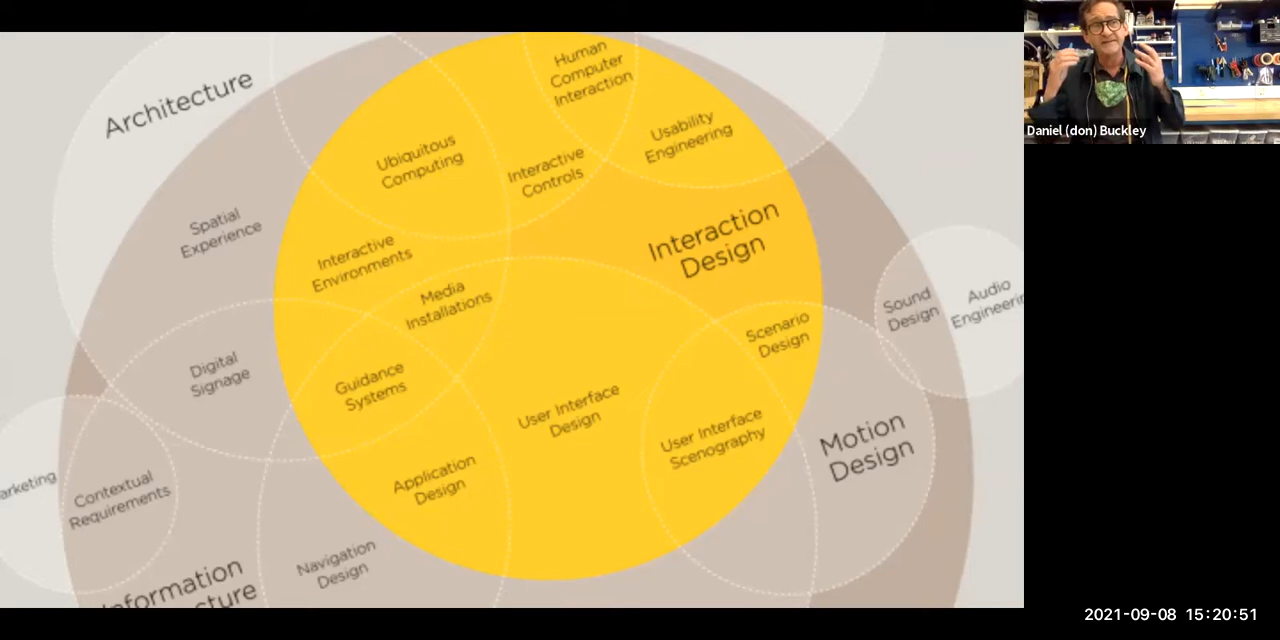 Architecture
Human
Computer
Interaction
Usability
Engineering
Ubiquitous
Computing
Interactive
Controls
Spatial
Experience
Interaction
Design
Interactive
Environments
Media
Installations
Sound
Design
Audio
Scenario
Design
Digital
Signage
Guidance
Systems
User Interface
Design
User Interface
Scenography
Motion
Design
Application
Design
Contextual
Requirements
Navigation
Design
Information
Daniel (don) Buckley
2021-09-08 15:20:51